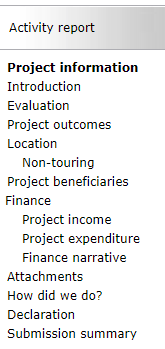 Activity report
Project information
Introduction
Evaluation
Project outcomes
Location
Non-touring
Project beneficiaries
Finance
Project income
Project expenditure
Finance narrative
Attachments
How did we do?
Declaration
Submission summary